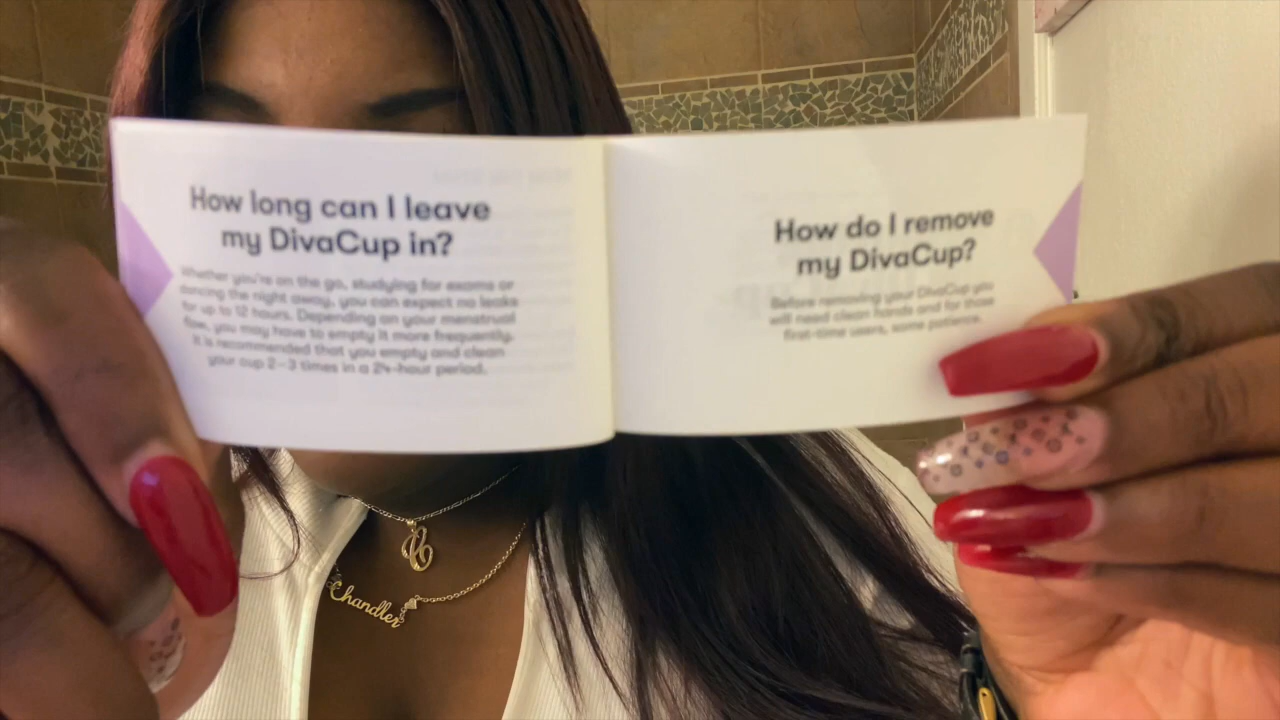 How long can I leave
my DivaCup in?
Whether you're on the go, studying for exams or
dancing the night away, you can expect no leaks
for up to 12 hours. Depending on your menstrual
flow, you may have to empty it more frequently.
It is recommended that you empty and clean
your cup 2–3 times in a 24-hour period.
How do I remove
my DivaCup?
Before removing your DivaCup you
will need clean hands and for those
first-time users, some patience.
Chandler